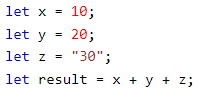 let x = 10;
let y = 20;
let z = "30";
let result = x + y + z;